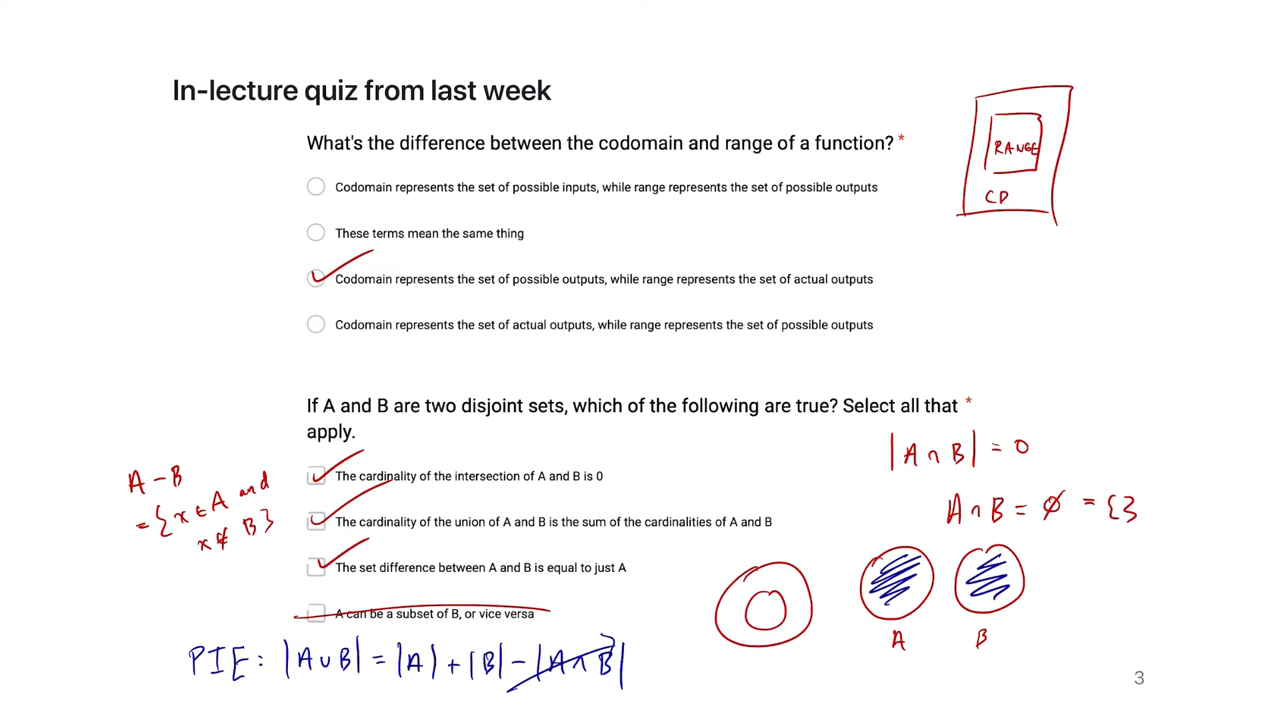 In-lecture quiz from last week
What's the difference between the codomain and range of a function? *
Codomain represents the set of possible inputs, while range represents the set of possible outputs
These terms mean the same thing
Codomain represents the set of possible outputs, while range represents the set of actual outputs
Codomain represents the set of actual outputs, while range represents the set of possible outputs
RANGE
CD
If A and B are two disjoint sets, which of the following are true? Select all that *
apply.
The cardinality of the intersection of A and B is 0
The cardinality of the union of A and B is the sum of the cardinalities of A and B
The set difference between A and B is equal to just A
A can be a subset of B, or vice versa
A - B
= {x ∈ A and
x ∉ B}
|A ∩ B| = 0
A ∩ B = ∅ = {}
A
B
PIE: |A ∪ B| = |A| + |B| - |A ∩ B|
3